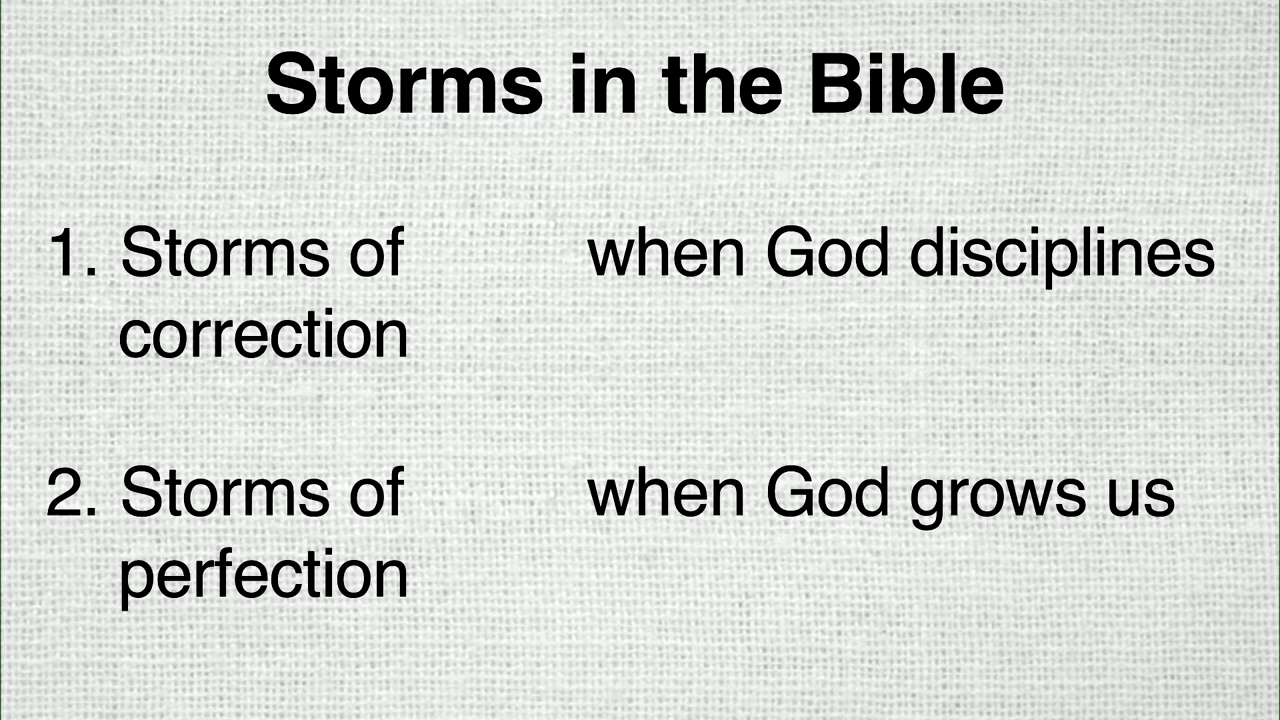 Storms in the Bible
1. Storms of when God disciplines
correction
2. Storms of when God grows us
perfection